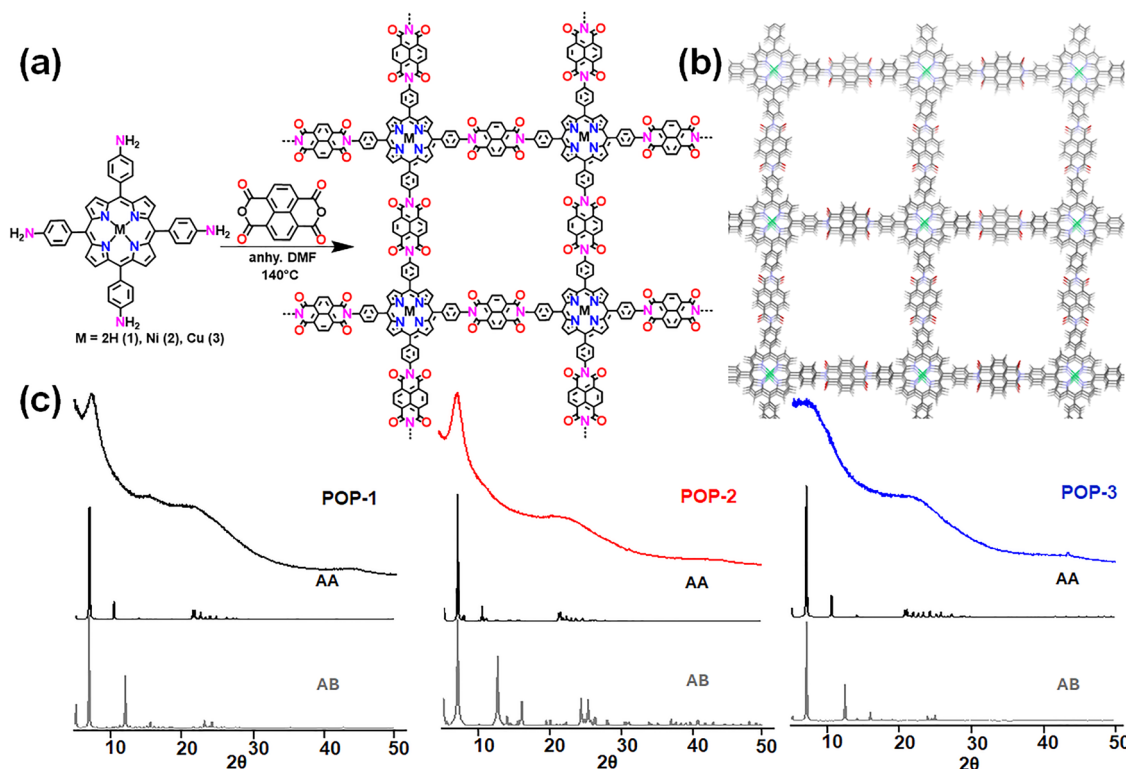 (a)
(b)
O O
N
O O
O O
N
O O
O O
N
O O
O O
N
O O
NH2
H2N
NH2
NH2
N N
M
N N
O O O
O O O
anhy. DMF
140°C
M = 2H (1), Ni (2), Cu (3)
O O
N N
O O
N N
M
N N
O O
N N
O O
N N
M
N N
O O
N N
O O
O O
N
N
O O
O O
N
N
O O
O O
N N
O O
N N
M
N N
O O
N N
O O
N N
M
N N
O O
N N
O O
O O
N
O O
N
O O
N
O O
N
(c)
POP-1
AA
AB
10 20 30 40 50
2θ
POP-2
AA
AB
10 20 30 40 50
2θ
POP-3
AA
AB
10 20 30 40 50
2θ